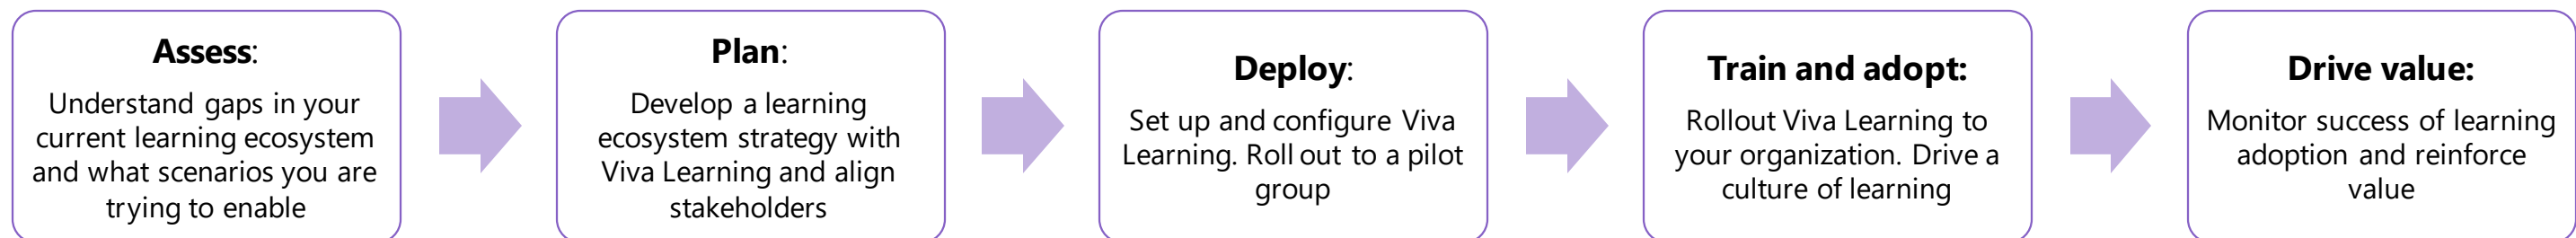 Assess:
Understand gaps in your
current learning ecosystem
and what scenarios you are
trying to enable
Plan:
Develop a learning
ecosystem strategy with
Viva Learning and align
stakeholders
Deploy:
Set up and configure Viva
Learning. Roll out to a pilot
group
Train and adopt:
Rollout Viva Learning to
your organization. Drive a
culture of learning
Drive value:
Monitor success of learning
adoption and reinforce
value